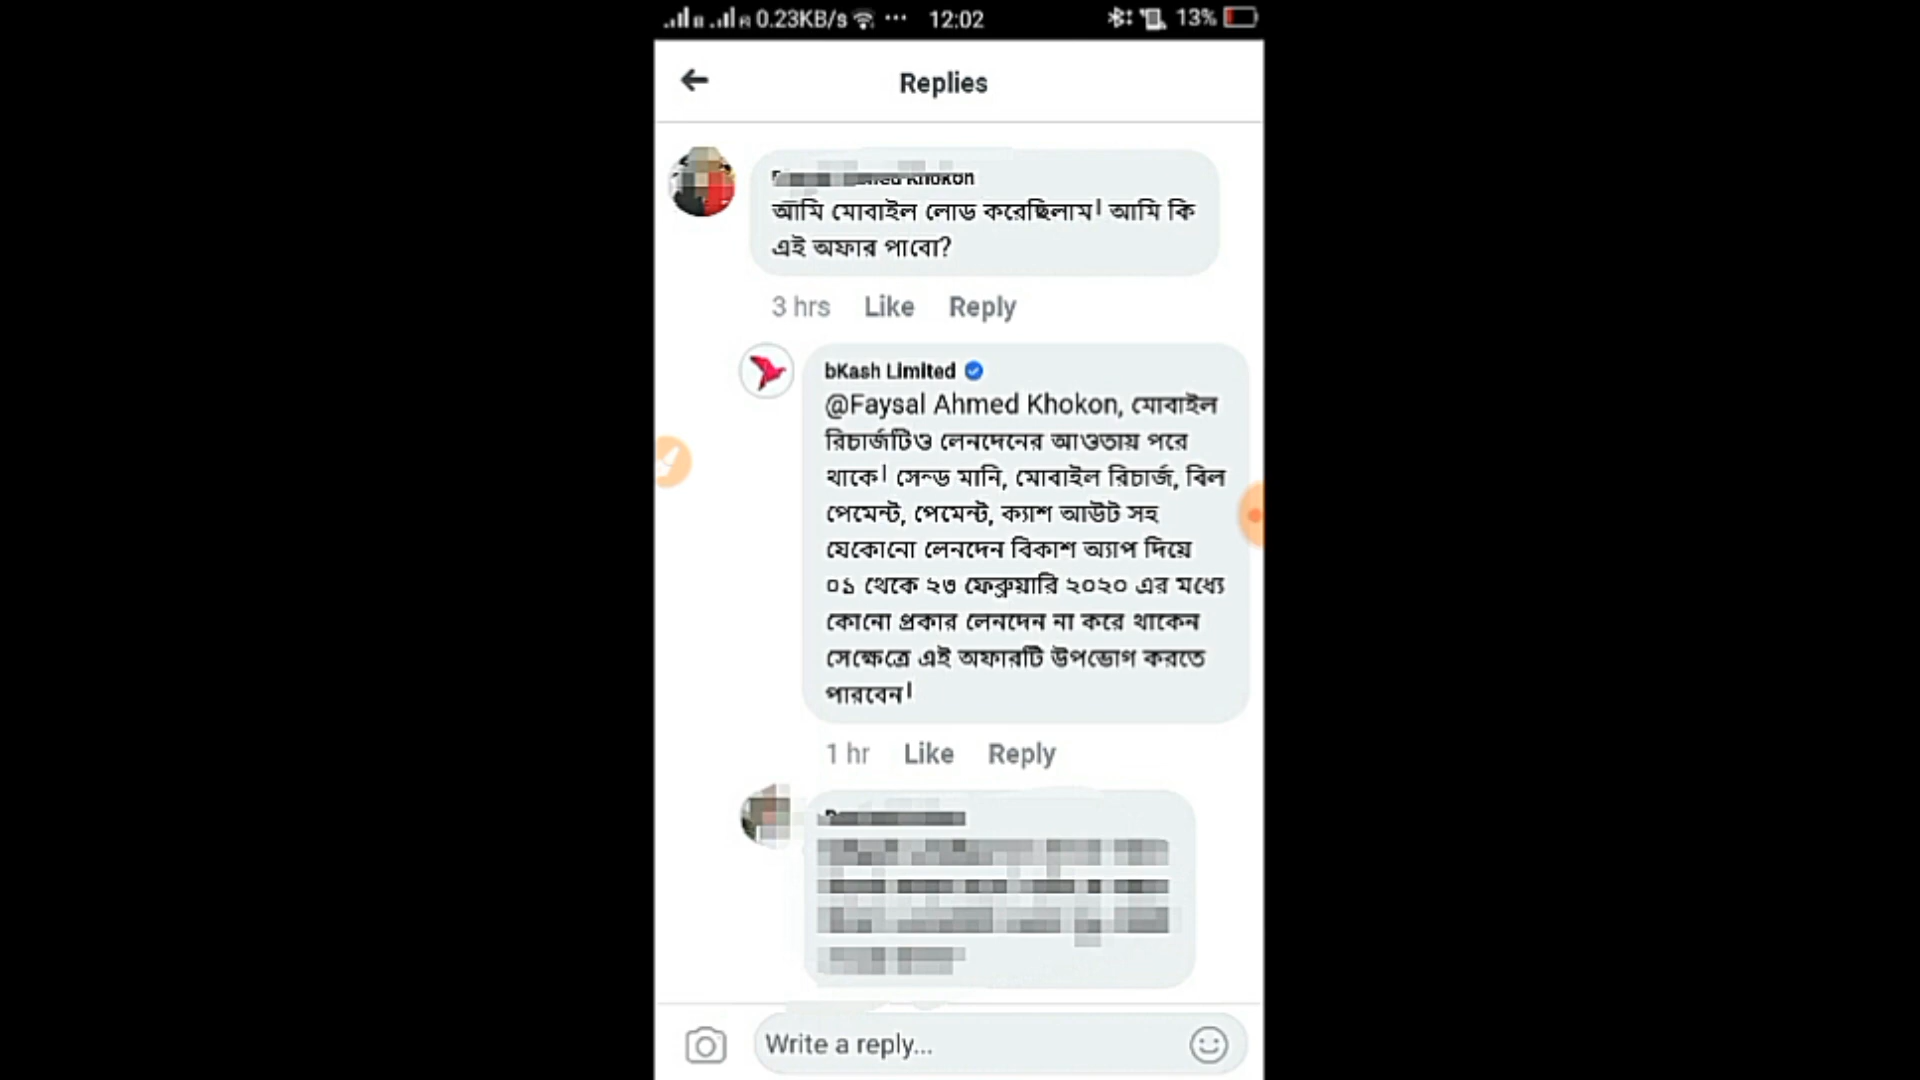 0.23KB/s ... 12:02 13%
Replies
Khokon
আমি মোবাইল লোড করেছিলাম। আমি কি
এই অফার পাবো?
3 hrs Like Reply
bKash Limited
@Faysal Ahmed Khokon, মোবাইল
রিচার্জটিও লেনদেনের আওতায় পরে
থাকে। সেন্ড মানি, মোবাইল রিচার্জ, বিল
পেমেন্ট, পেমেন্ট, ক্যাশ আউট সহ
যেকোনো লেনদেন বিকাশ অ্যাপ দিয়ে
০১ থেকে ২৩ ফেব্রুয়ারি ২০২০ এর মধ্যে
কোনো প্রকার লেনদেন না করে থাকেন
সেক্ষেত্রে এই অফারটি উপভোগ করতে
পারবেন।
1 hr Like Reply
Write a reply...